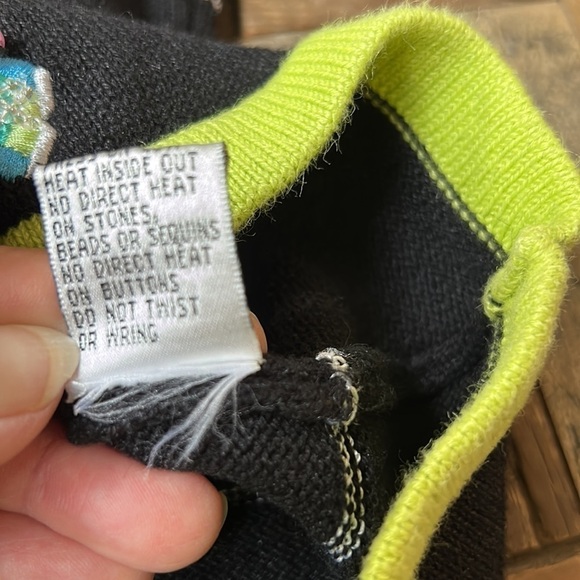 HEAT INSIDE OUT
NO DIRECT HEAT
ON STONES,
BEADS OR SEQUINS
NO DIRECT HEAT
ON BUTTONS
DO NOT TWIST
OR WRING